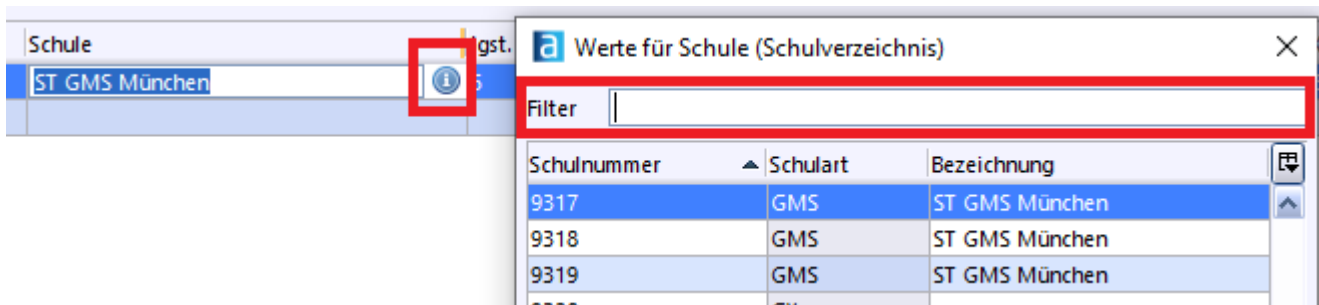 Schule
Jgst.
ST GMS München
Werte für Schule (Schulverzeichnis)
Filter
Schulnummer Schulart Bezeichnung
9317 GMS ST GMS München
9318 GMS ST GMS München
9319 GMS ST GMS München